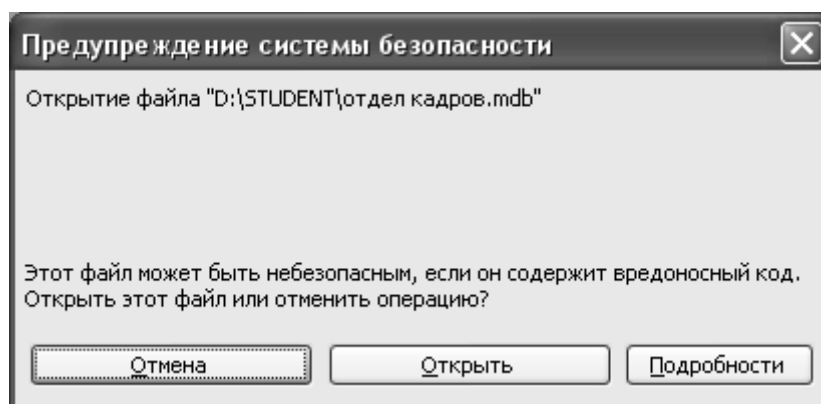 Предупреждение системы безопасности
Открытие файла "D:\STUDENT\отдел кадров.mdb"
Этот файл может быть небезопасным, если он содержит вредоносный код.
Открыть этот файл или отменить операцию?
Отмена Открыть Подробности